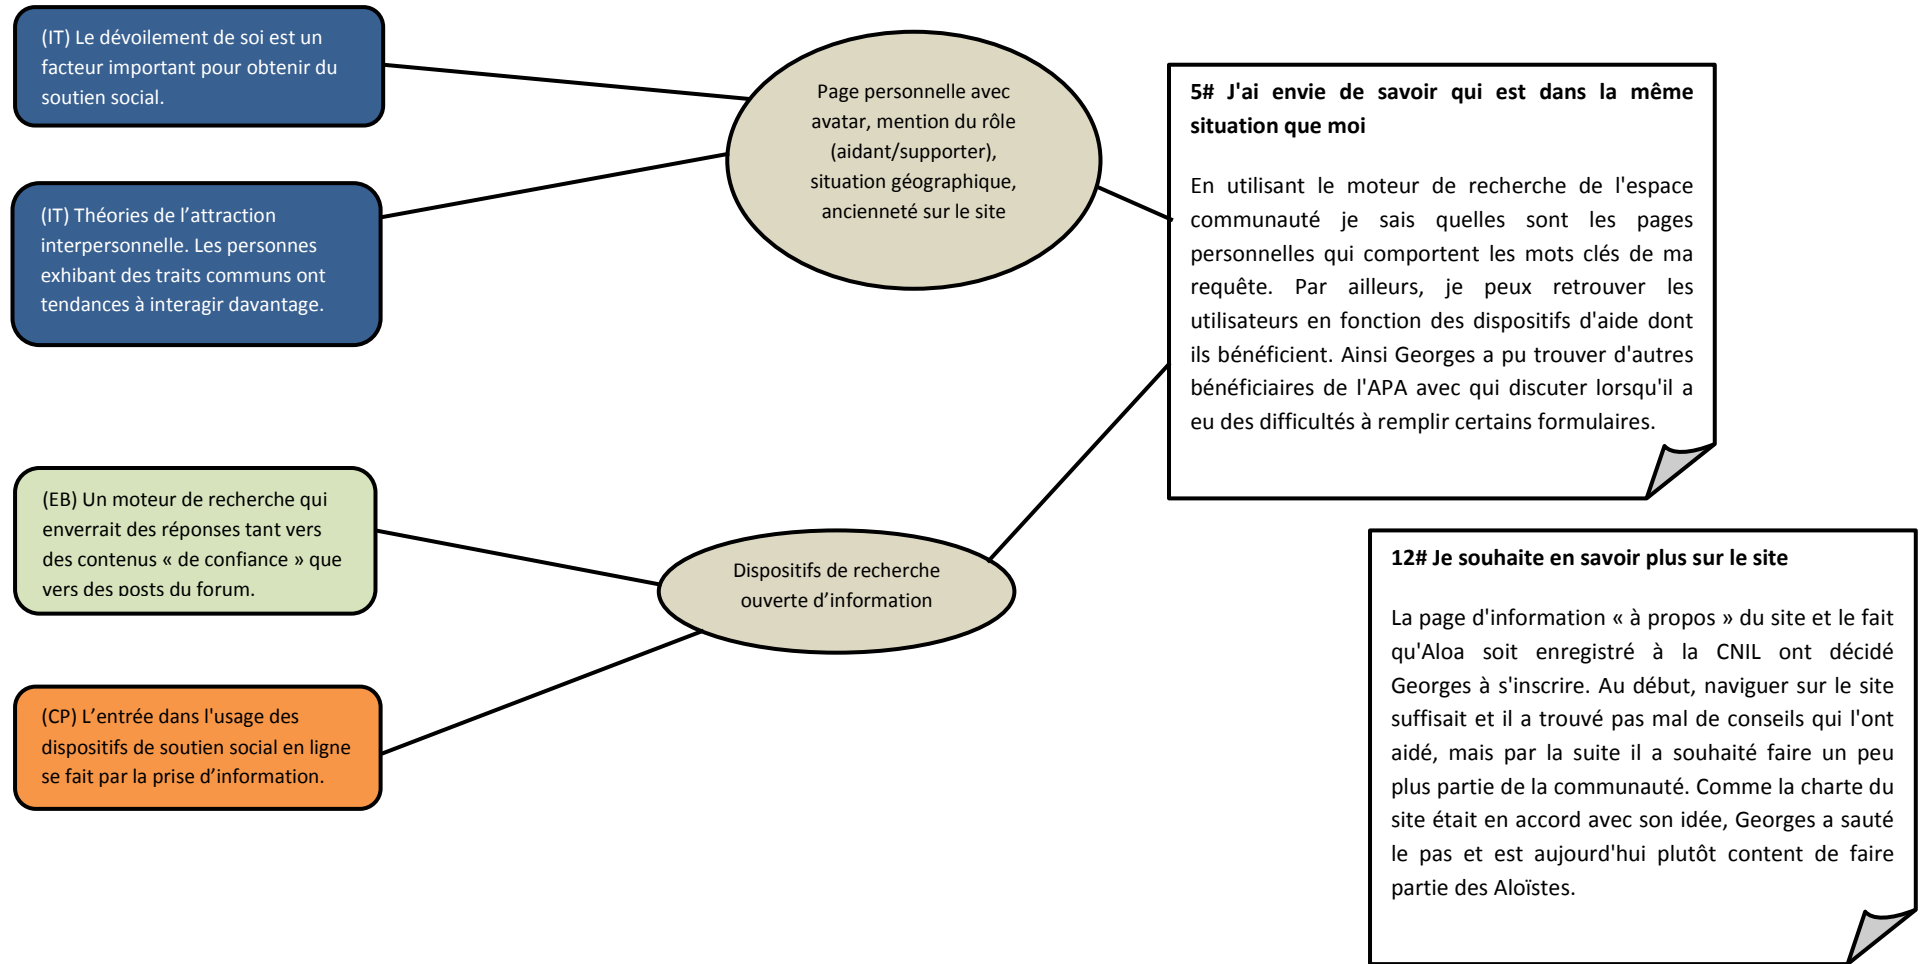 (IT) Le dévoilement de soi est un
facteur important pour obtenir du
soutien social.
(IT) Théories de l’attraction
interpersonnelle. Les personnes
exhibant des traits communs ont
tendances à interagir davantage.
(EB) Un moteur de recherche qui
enverrait des réponses tant vers
des contenus « de confiance » que
vers des posts du forum.
(CP) L’entrée dans l'usage des
dispositifs de soutien social en ligne
se fait par la prise d’information.
Page personnelle avec
avatar, mention du rôle
(aidant/supporter),
situation géographique,
ancienneté sur le site
Dispositifs de recherche
ouverte d’information
5# J'ai envie de savoir qui est dans la même
situation que moi
En utilisant le moteur de recherche de l'espace
communauté je sais quelles sont les pages
personnelles qui comportent les mots clés de ma
requête. Par ailleurs, je peux retrouver les
utilisateurs en fonction des dispositifs d'aide dont
ils bénéficient. Ainsi Georges a pu trouver d'autres
bénéficiaires de l'APA avec qui discuter lorsqu'il a
eu des difficultés à remplir certains formulaires.
12# Je souhaite en savoir plus sur le site
La page d'information « à propos » du site et le fait
qu'Aloa soit enregistré à la CNIL ont décidé
Georges à s'inscrire. Au début, naviguer sur le site
suffisait et il a trouvé pas mal de conseils qui l'ont
aidé, mais par la suite il a souhaité faire un peu
plus partie de la communauté. Comme la charte du
site était en accord avec son idée, Georges a sauté
le pas et est aujourd'hui plutôt content de faire
partie des Aloïstes.